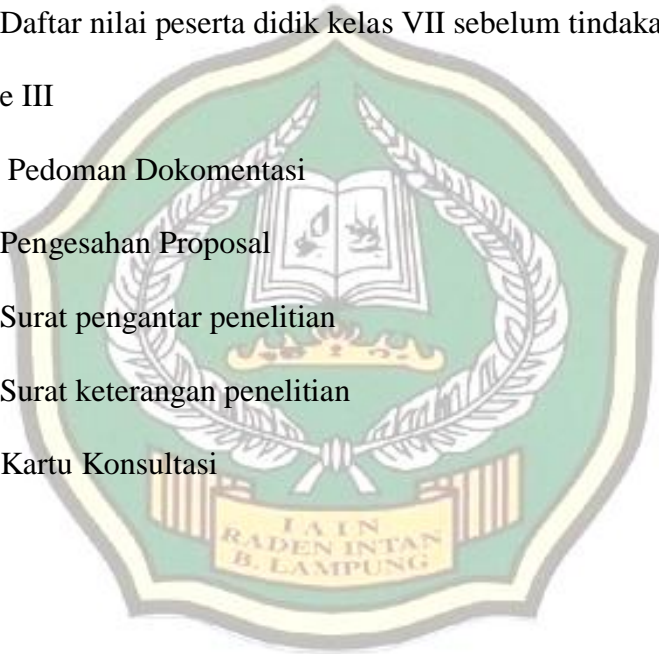 Daftar nilai peserta didik kelas VII sebelum tindaka
e III
Pedoman Dokomentasi
Pengesahan Proposal
Surat pengantar penelitian
Surat keterangan penelitian
Kartu Konsultasi
IAIN
RADEN INTAN
B. LAMPUNG